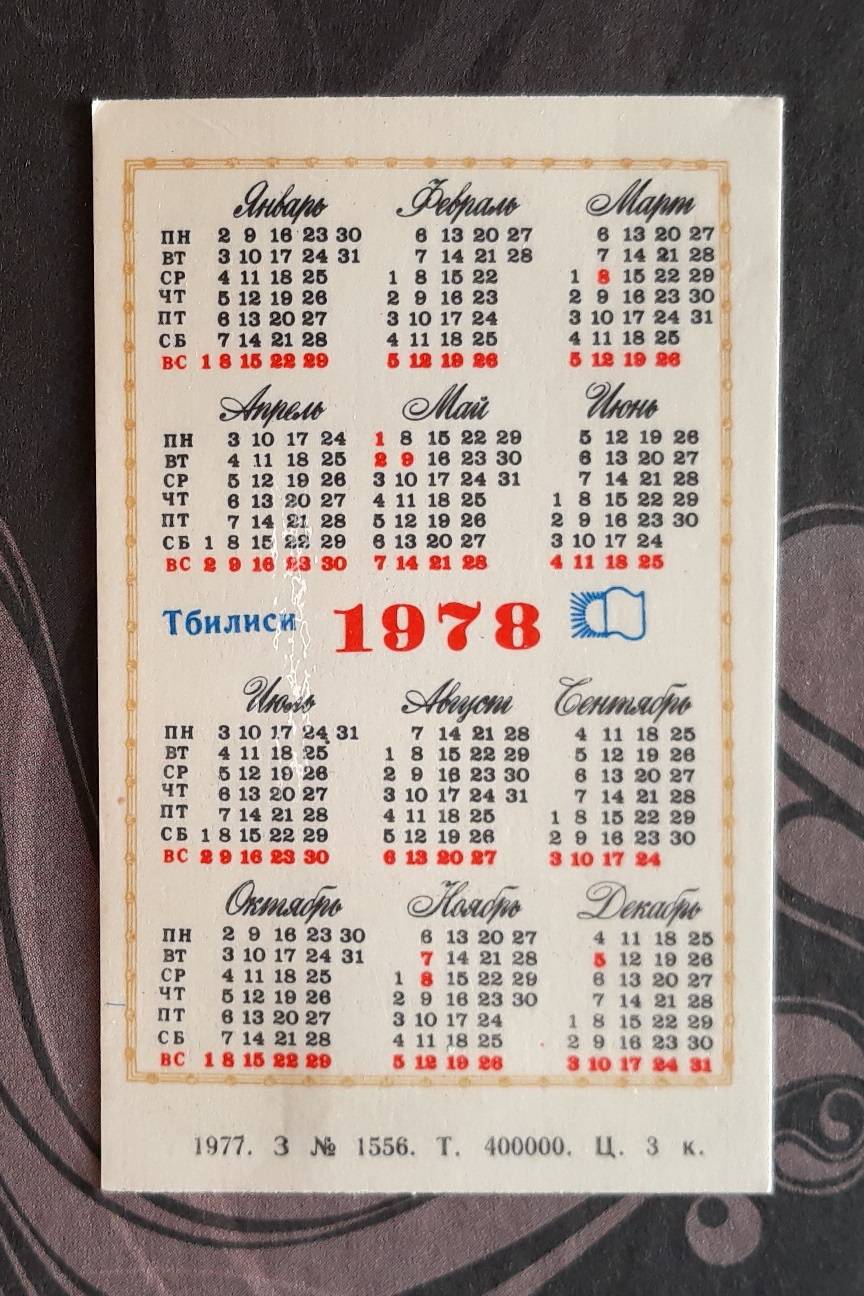 Январь Февраль Март
ПН 2 9 16 23 30 6 13 20 27 6 13 20 27
ВТ 3 10 17 24 31 7 14 21 28 7 14 21 28
СР 4 11 18 25 1 8 15 22 1 8 15 22 29
ЧТ 5 12 19 26 2 9 16 23 2 9 16 23 30
ПТ 6 13 20 27 3 10 17 24 3 10 17 24 31
СБ 7 14 21 28 4 11 18 25 4 11 18 25
ВС 1 8 15 22 29 5 12 19 26 5 12 19 26
Апрель Май Июнь
ПН 3 10 17 24 1 8 15 22 29 5 12 19 26
ВТ 4 11 18 25 2 9 16 23 30 6 13 20 27
СР 5 12 19 26 3 10 17 24 31 7 14 21 28
ЧТ 6 13 20 27 4 11 18 25 1 8 15 22 29
ПТ 7 14 21 28 5 12 19 26 2 9 16 23 30
СБ 1 8 15 22 29 6 13 20 27 3 10 17 24
ВС 2 9 16 23 30 7 14 21 28 4 11 18 25
Тбилиси 1978
Июль Август Сентябрь
ПН 3 10 17 24 31 7 14 21 28 4 11 18 25
ВТ 4 11 18 25 1 8 15 22 29 5 12 19 26
СР 5 12 19 26 2 9 16 23 30 6 13 20 27
ЧТ 6 13 20 27 3 10 17 24 31 7 14 21 28
ПТ 7 14 21 28 4 11 18 25 1 8 15 22 29
СБ 1 8 15 22 29 5 12 19 26 2 9 16 23 30
ВС 2 9 16 23 30 6 13 20 27 3 10 17 24
Октябрь Ноябрь Декабрь
ПН 2 9 16 23 30 6 13 20 27 4 11 18 25
ВТ 3 10 17 24 31 7 14 21 28 5 12 19 26
СР 4 11 18 25 1 8 15 22 29 6 13 20 27
ЧТ 5 12 19 26 2 9 16 23 30 7 14 21 28
ПТ 6 13 20 27 3 10 17 24 1 8 15 22 29
СБ 7 14 21 28 4 11 18 25 2 9 16 23 30
ВС 1 8 15 22 29 5 12 19 26 3 10 17 24 31
1977. З № 1556. Т. 400000. Ц. 3 к.